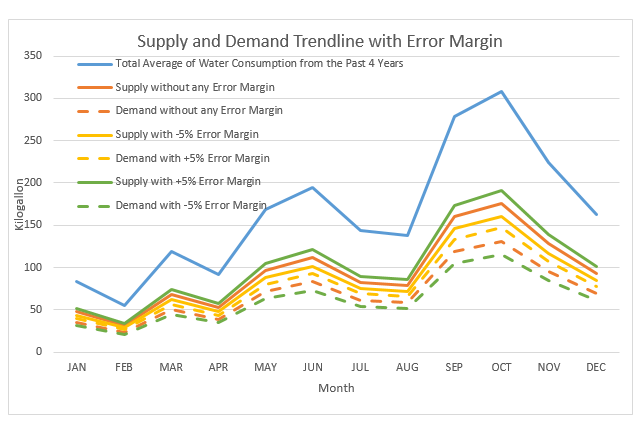 Supply and Demand Trendline with Error Margin
350
300
250
200
150
100
50
0
Kilogallon
Total Average of Water Consumption from the Past 4 Years
Supply without any Error Margin
Demand without any Error Margin
Supply with -5% Error Margin
Demand with +5% Error Margin
Supply with +5% Error Margin
Demand with -5% Error Margin
JAN FEB MAR APR MAY JUN JUL AUG SEP OCT NOV DEC
Month